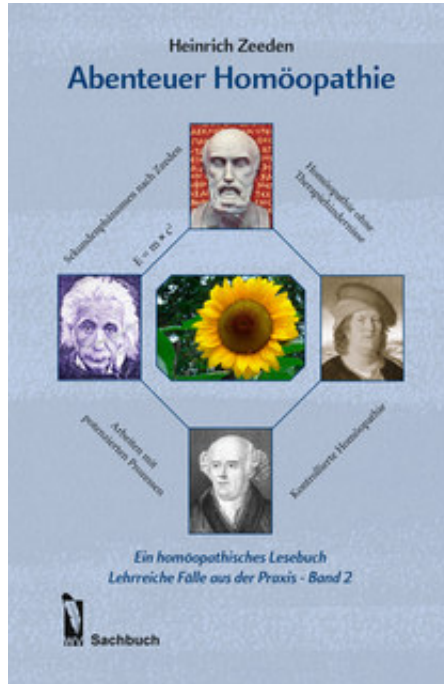 Heinrich Zeeden
Abenteuer Homöopathie
Sekundenphänomen nach Zeeden
E = m * c²
Homöopathie ohne
Therapiehindernisse
Arbeiten mit
potenzierten Prozessen
Kontrollierte Homöopathie
Ein homöopathisches Lesebuch
Lehrreiche Fälle aus der Praxis - Band 2
Sachbuch